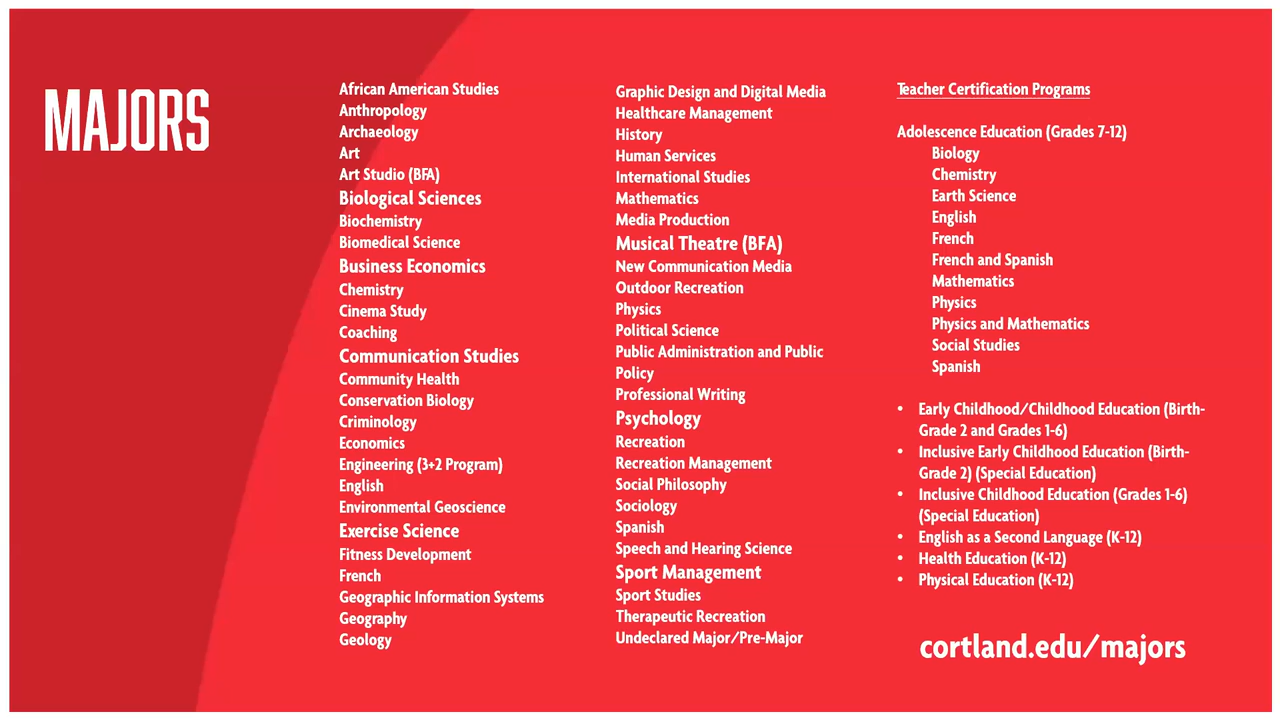 MAJORS
African American Studies
Anthropology
Archaeology
Art
Art Studio (BFA)
Biological Sciences
Biochemistry
Biomedical Science
Business Economics
Chemistry
Cinema Study
Coaching
Communication Studies
Community Health
Conservation Biology
Criminology
Economics
Engineering (3+2 Program)
English
Environmental Geoscience
Exercise Science
Fitness Development
French
Geographic Information Systems
Geography
Geology
Graphic Design and Digital Media
Healthcare Management
History
Human Services
International Studies
Mathematics
Media Production
Musical Theatre (BFA)
New Communication Media
Outdoor Recreation
Physics
Political Science
Public Administration and Public
Policy
Professional Writing
Psychology
Recreation
Recreation Management
Social Philosophy
Sociology
Spanish
Speech and Hearing Science
Sport Management
Sport Studies
Therapeutic Recreation
Undeclared Major/Pre-Major
Teacher Certification Programs
Adolescence Education (Grades 7-12)
Biology
Chemistry
Earth Science
English
French
French and Spanish
Mathematics
Physics
Physics and Mathematics
Social Studies
Spanish
• Early Childhood/Childhood Education (Birth-
Grade 2 and Grades 1-6)
• Inclusive Early Childhood Education (Birth-
Grade 2) (Special Education)
• Inclusive Childhood Education (Grades 1-6)
(Special Education)
• English as a Second Language (K-12)
• Health Education (K-12)
• Physical Education (K-12)
cortland.edu/majors